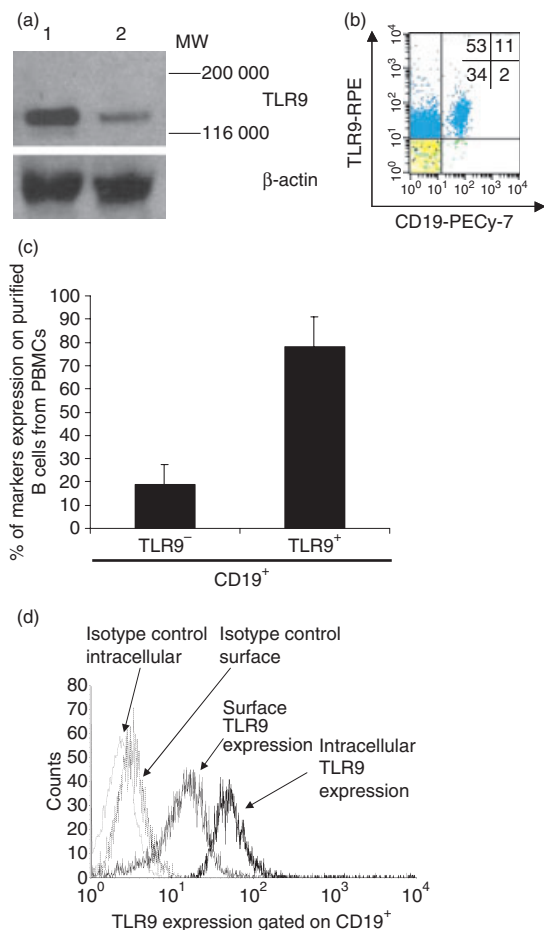 (a)
1 2
MW
200 000
TLR9
116 000
β-actin
(b)
TLR9-RPE
10⁰ 10¹ 10² 10³ 10⁴
53 11
34 2
10⁰ 10¹ 10² 10³ 10⁴
CD19-PECy-7
(c)
% of markers expression on purified
B cells from PBMCs
100
90
80
70
60
50
40
30
20
10
0
TLR9⁻ TLR9⁺
CD19⁺
(d)
Isotype control
intracellular
Isotype control
surface
Surface
TLR9
expression
Intracellular
TLR9
expression
Counts
80
70
60
50
40
30
20
10
0
10⁰ 10¹ 10² 10³ 10⁴
TLR9 expression gated on CD19⁺